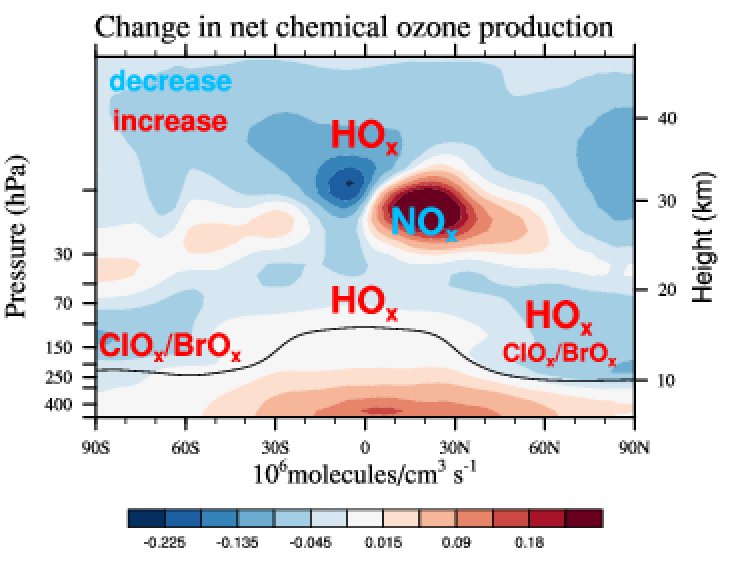 Change in net chemical ozone production
decrease
increase
HOₓ
NOₓ
HOₓ
HOₓ
ClOₓ/BrOₓ
ClOₓ/BrOₓ
Pressure (hPa)
30
70
150
250
400
Height (km)
40
30
20
10
90S 60S 30S 0 30N 60N 90N
10⁶molecules/cm³ s⁻¹
-0.225 -0.135 -0.045 0.015 0.09 0.18